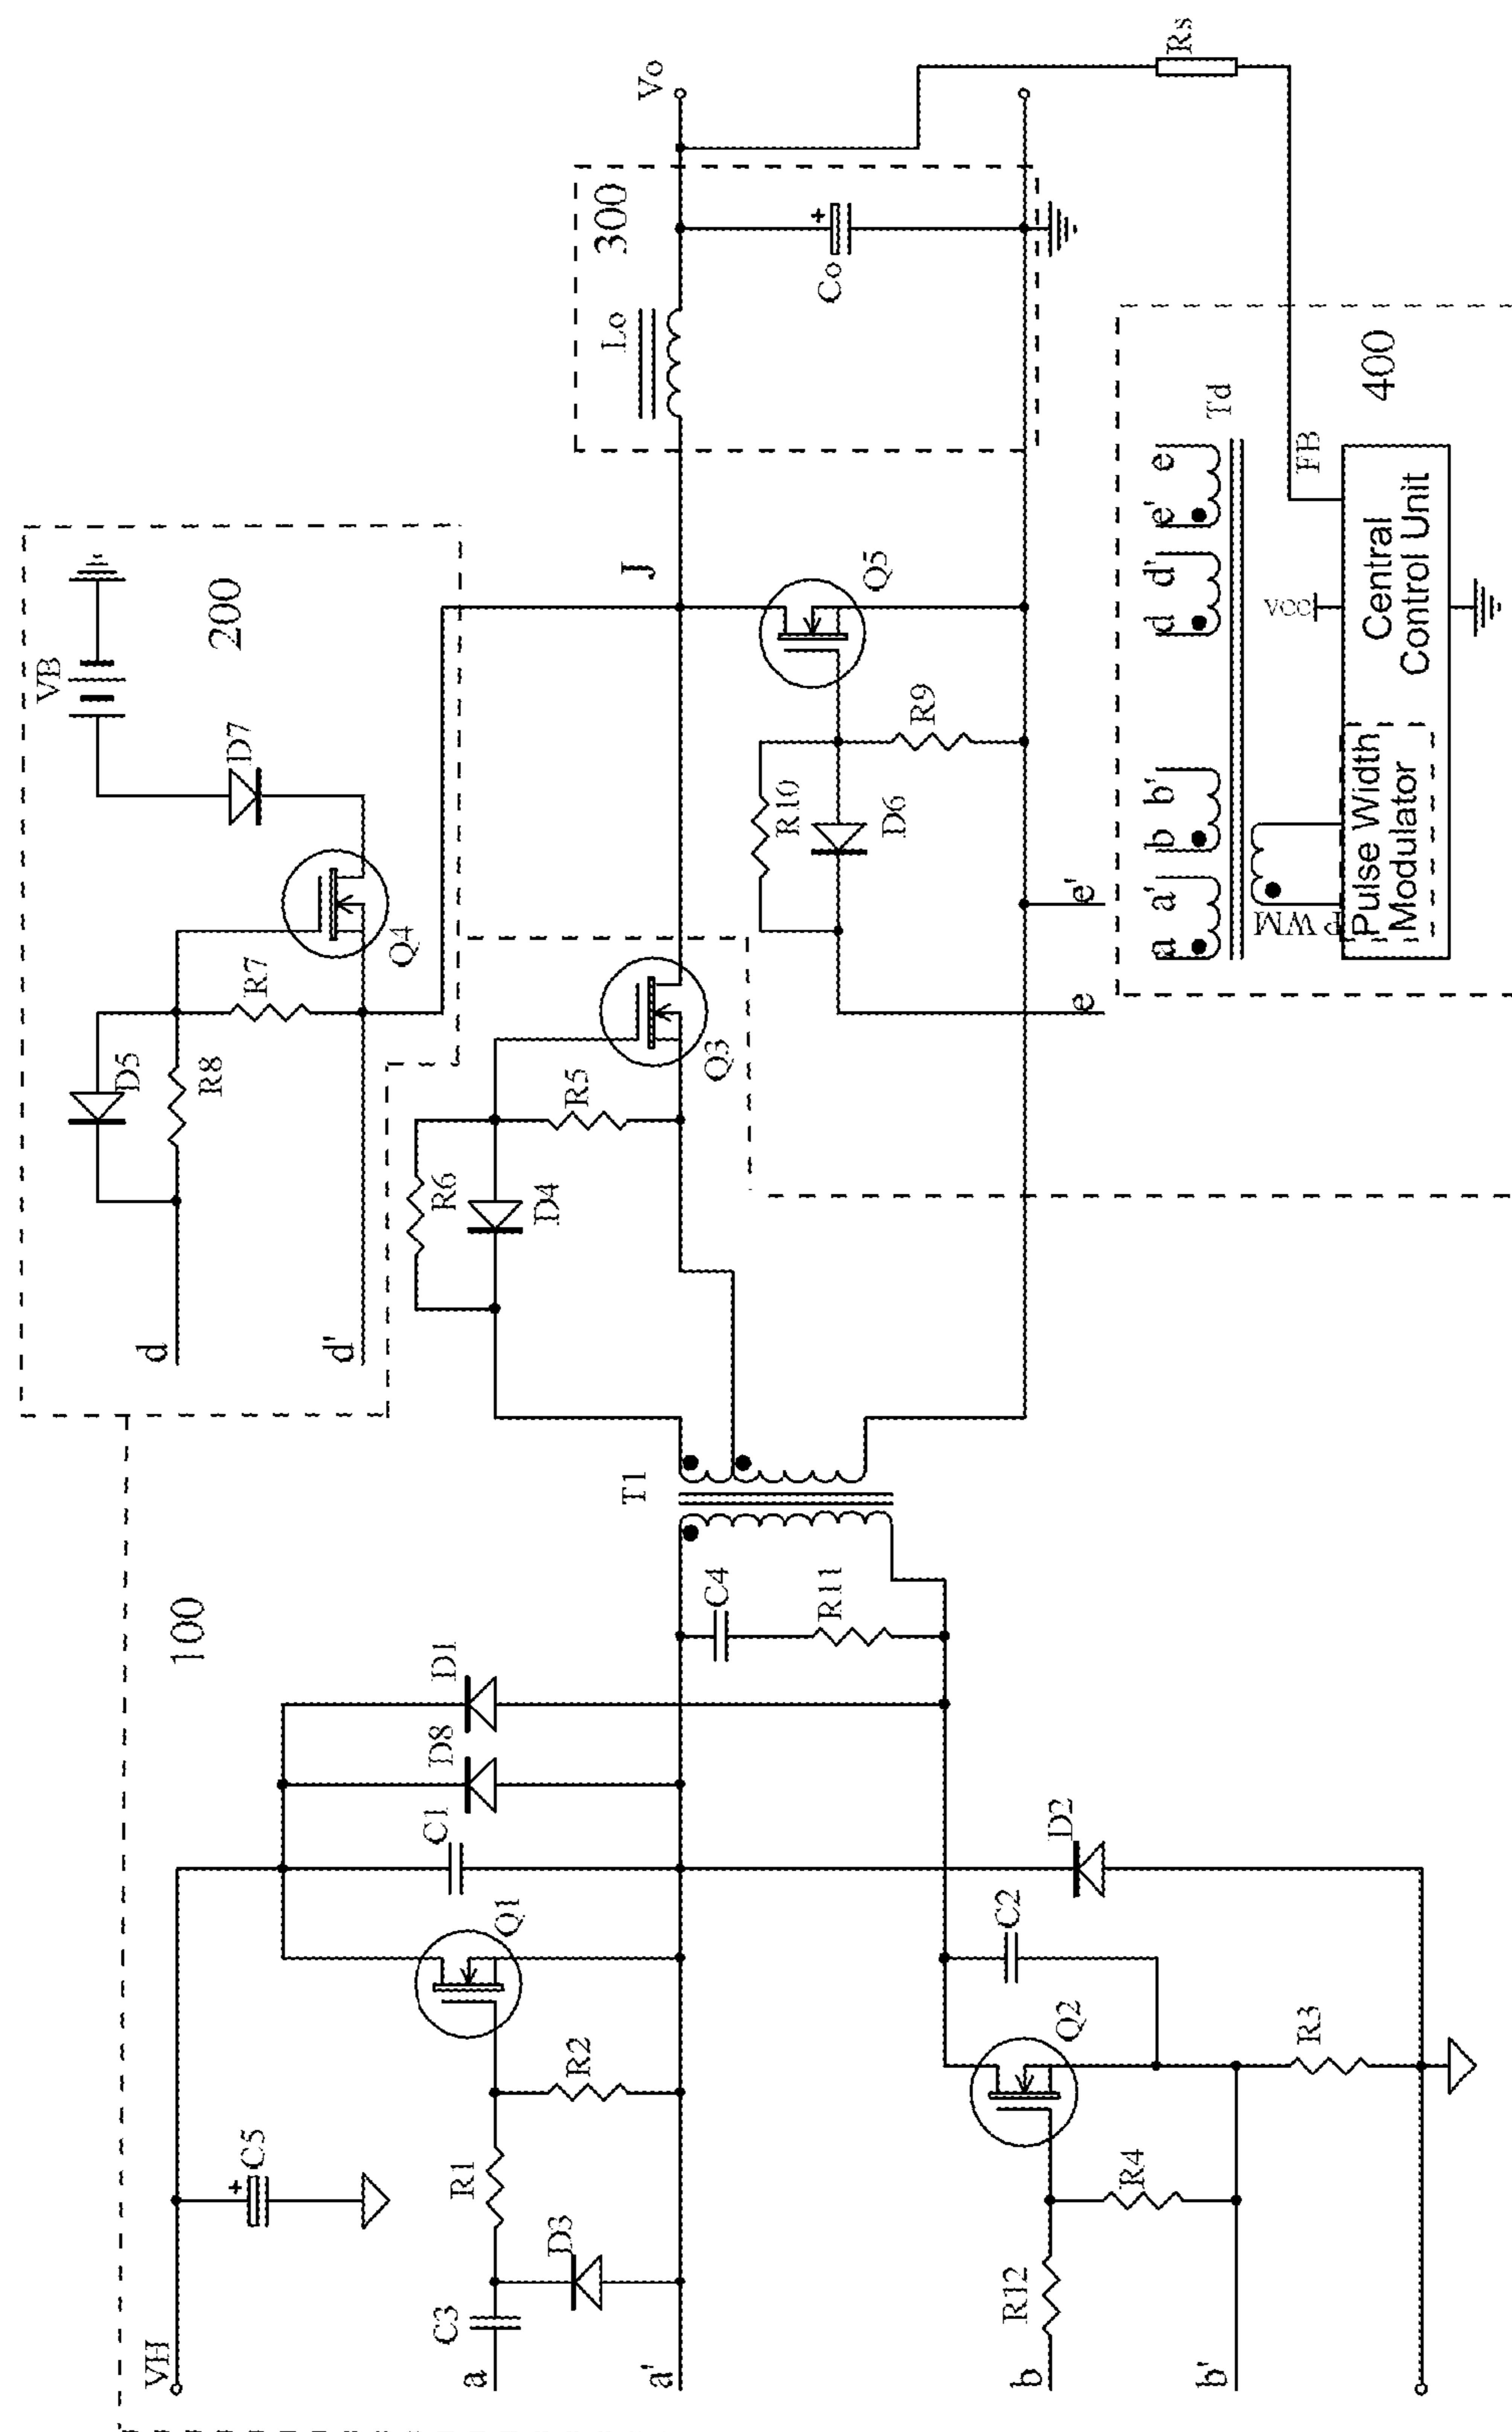 VB
200
D7
Q4
R7
D5
R8
d
d'
Vo
Rs
300
Lo
Co
J
Q5
R9
R10
D6
e'
e
Q3
R5
R6
D4
400
Td
FB
a a' b b' d d' e' e
VCC
PWM
Central
Control Unit
Pulse Width
Modulator
T1
100
C4
R11
D1
D8
C1
D2
Q1
C2
R2
Q2
R3
C5
R1
D3
R4
R12
C3
VH
a
a'
b
b'
+
+